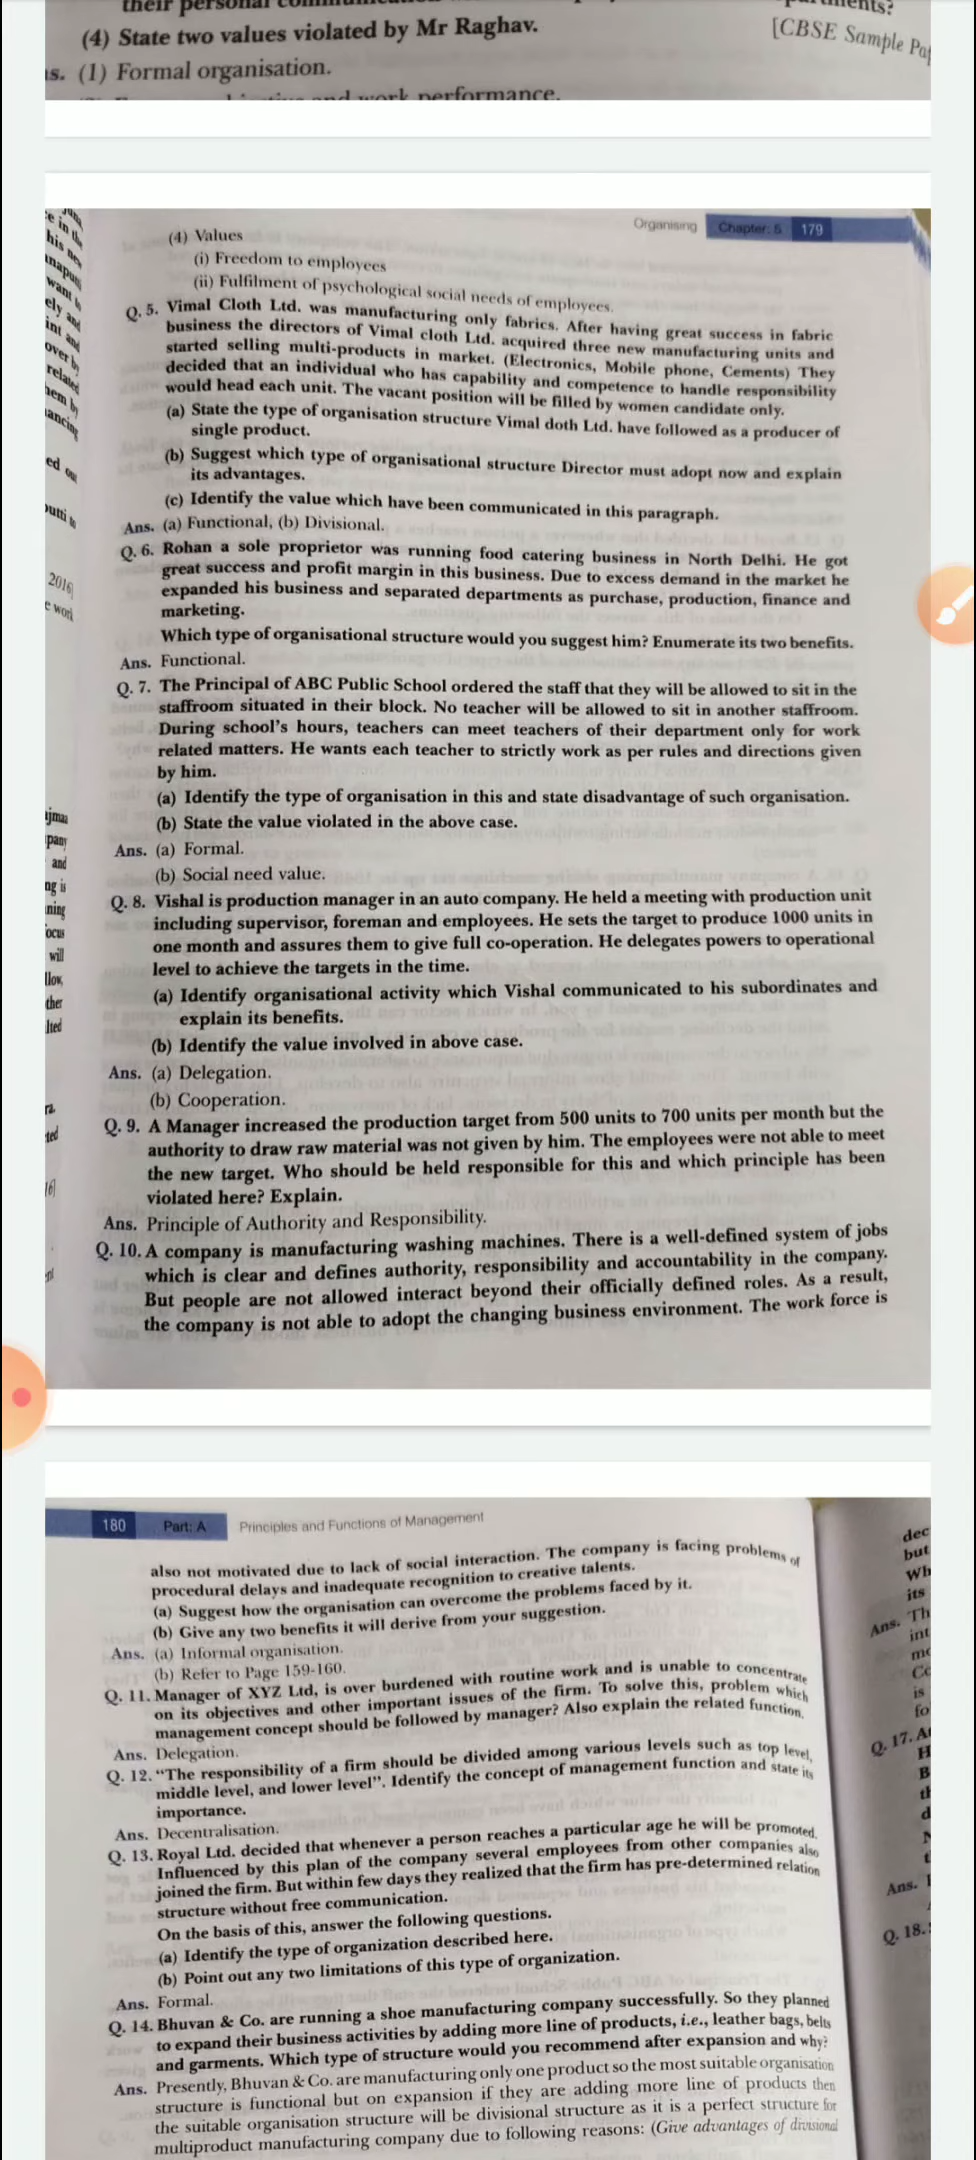 their personal
(4) State two values violated by Mr Raghav.
[CBSE Sample
(1) Formal organisation.
and work performance.
Organising Chapter: 5 179
(4) Values
(i) Freedom to employees
(ii) Fulfilment of psychological social needs of employees.
Q. 5. Vimal Cloth Ltd. was manufacturing only fabrics. After having great success in fabric
business the directors of Vimal cloth Ltd. acquired three new manufacturing units and
started selling multi-products in market. (Electronics, Mobile phone, Cements) They
decided that an individual who has capability and competence to handle responsibility
would head each unit. The vacant position will be filled by women candidate only.
(a) State the type of organisation structure Vimal doth Ltd. have followed as a producer of
single product.
(b) Suggest which type of organisational structure Director must adopt now and explain
its advantages.
(c) Identify the value which have been communicated in this paragraph.
Ans. (a) Functional, (b) Divisional.
Q. 6. Rohan a sole proprietor was running food catering business in North Delhi. He got
great success and profit margin in this business. Due to excess demand in the market he
expanded his business and separated departments as purchase, production, finance and
marketing.
Which type of organisational structure would you suggest him? Enumerate its two benefits.
Ans. Functional.
Q. 7. The Principal of ABC Public School ordered the staff that they will be allowed to sit in the
staffroom situated in their block. No teacher will be allowed to sit in another staffroom.
During school's hours, teachers can meet teachers of their department only for work
related matters. He wants each teacher to strictly work as per rules and directions given
by him.
(a) Identify the type of organisation in this and state disadvantage of such organisation.
(b) State the value violated in the above case.
Ans. (a) Formal.
(b) Social need value.
Q. 8. Vishal is production manager in an auto company. He held a meeting with production unit
including supervisor, foreman and employees. He sets the target to produce 1000 units in
one month and assures them to give full co-operation. He delegates powers to operational
level to achieve the targets in the time.
(a) Identify organisational activity which Vishal communicated to his subordinates and
explain its benefits.
(b) Identify the value involved in above case.
Ans. (a) Delegation.
(b) Cooperation.
Q. 9. A Manager increased the production target from 500 units to 700 units per month but the
authority to draw raw material was not given by him. The employees were not able to meet
the new target. Who should be held responsible for this and which principle has been
violated here? Explain.
Ans. Principle of Authority and Responsibility.
Q. 10. A company is manufacturing washing machines. There is a well-defined system of jobs
which is clear and defines authority, responsibility and accountability in the company.
But people are not allowed interact beyond their officially defined roles. As a result,
the company is not able to adopt the changing business environment. The work force is
180 Part: A Principles and Functions of Management
also not motivated due to lack of social interaction. The company is facing problems of
procedural delays and inadequate recognition to creative talents.
(a) Suggest how the organisation can overcome the problems faced by it.
(b) Give any two benefits it will derive from your suggestion.
Ans. (a) Informal organisation.
(b) Refer to Page 159-160.
Q. 11. Manager of XYZ Ltd, is over burdened with routine work and is unable to concentrate
on its objectives and other important issues of the firm. To solve this, problem which
management concept should be followed by manager? Also explain the related function.
Ans. Delegation.
Q. 12. "The responsibility of a firm should be divided among various levels such as top level,
middle level, and lower level". Identify the concept of management function and state its
importance.
Ans. Decentralisation.
Q. 13. Royal Ltd. decided that whenever a person reaches a particular age he will be promoted.
Influenced by this plan of the company several employees from other companies also
joined the firm. But within few days they realized that the firm has pre-determined relation
structure without free communication.
On the basis of this, answer the following questions.
(a) Identify the type of organization described here.
(b) Point out any two limitations of this type of organization.
Ans. Formal.
Q. 14. Bhuvan & Co. are running a shoe manufacturing company successfully. So they planned
to expand their business activities by adding more line of products, i.e., leather bags, belts
and garments. Which type of structure would you recommend after expansion and why?
Ans. Presently, Bhuvan & Co. are manufacturing only one product so the most suitable organisation
structure is functional but on expansion if they are adding more line of products then
the suitable organisation structure will be divisional structure as it is a perfect structure for
multiproduct manufacturing company due to following reasons: (Give advantages of divisional
Ans.
Q. 17.
Ans.
Q. 18.